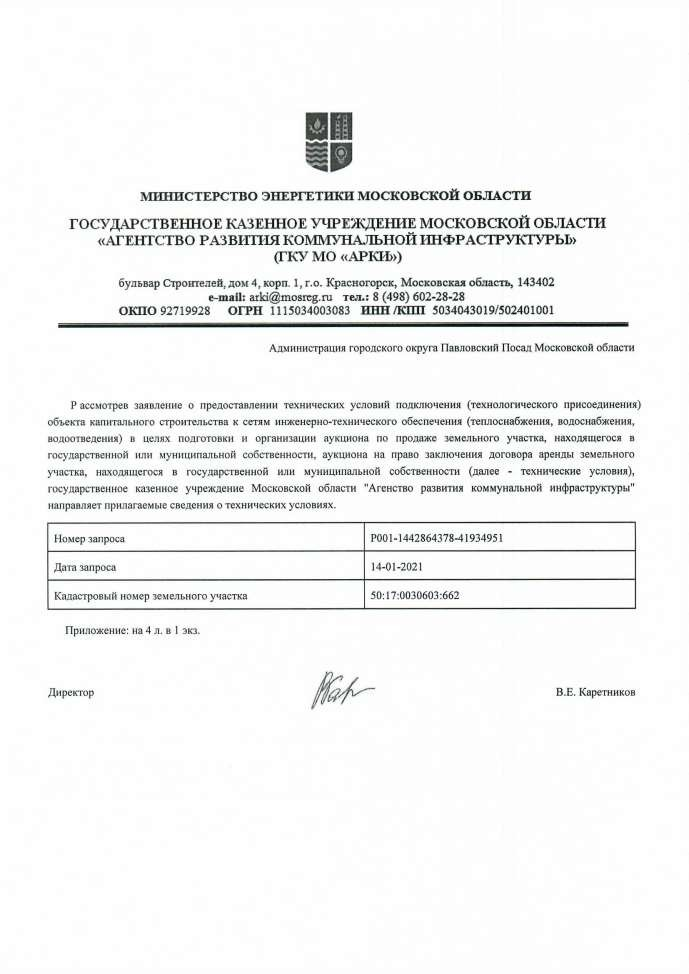 МИНИСТЕРСТВО ЭНЕРГЕТИКИ МОСКОВСКОЙ ОБЛАСТИ
ГОСУДАРСТВЕННОЕ КАЗЕННОЕ УЧРЕЖДЕНИЕ МОСКОВСКОЙ ОБЛАСТИ
«АГЕНТСТВО РАЗВИТИЯ КОММУНАЛЬНОЙ ИНФРАСТРУКТУРЫ»
(ГКУ МО «АРКИ»)
бульвар Строителей, дом 4, корп. 1, г.о. Красногорск, Московская область, 143402
e-mail: arki@mosreg.ru тел.: 8 (498) 602-28-28
ОКПО 92719928 ОГРН 1115034003083 ИНН /КПП 5034043019/502401001
Администрация городского округа Павловский Посад Московской области
Р ассмотрев заявление о предоставлении технических условий подключения (технологического присоединения)
объекта капитального строительства к сетям инженерно-технического обеспечения (теплоснабжения, водоснабжения,
водоотведения) в целях подготовки и организации аукциона по продаже земельного участка, находящегося в
государственной или муниципальной собственности, аукциона на право заключения договора аренды земельного
участка, находящегося в государственной или муниципальной собственности (далее - технические условия),
государственное казенное учреждение Московской области "Агенство развития коммунальной инфраструктуры"
направляет прилагаемые сведения о технических условиях.
Номер запроса P001-1442864378-41934951
Дата запроса 14-01-2021
Кадастровый номер земельного участка 50:17:0030603:662
Приложение: на 4 л. в 1 экз.
Директор В.Е. Каретников